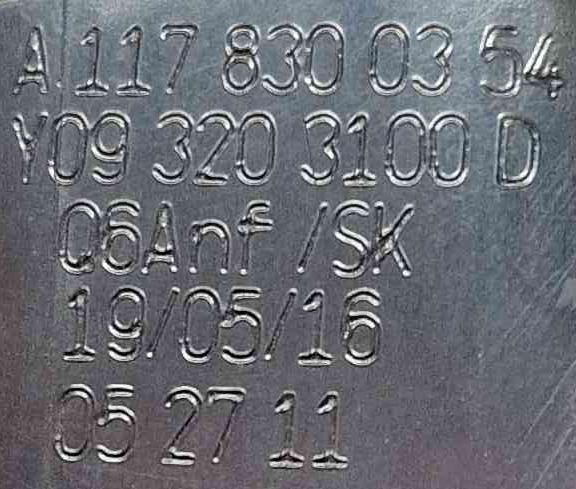 A 117 830 03 54
Y09 320 3100 D
Q6Anf /SK
19/05/16
05 27 11